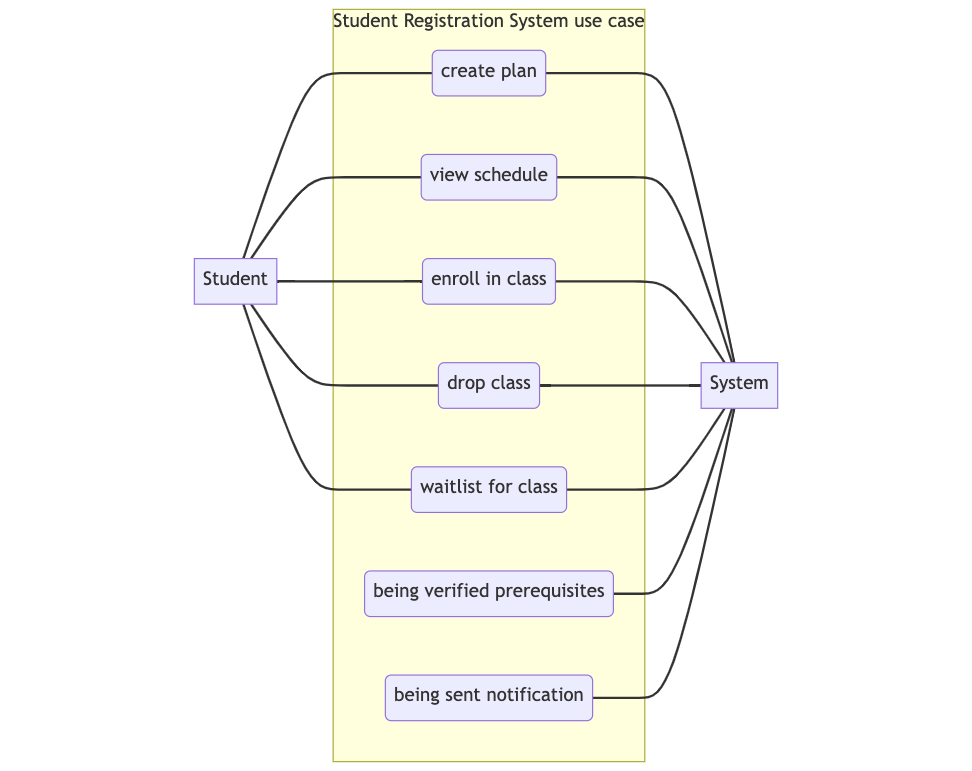 Student Registration System use case
create plan
view schedule
Student
enroll in class
drop class
System
waitlist for class
being verified prerequisites
being sent notification